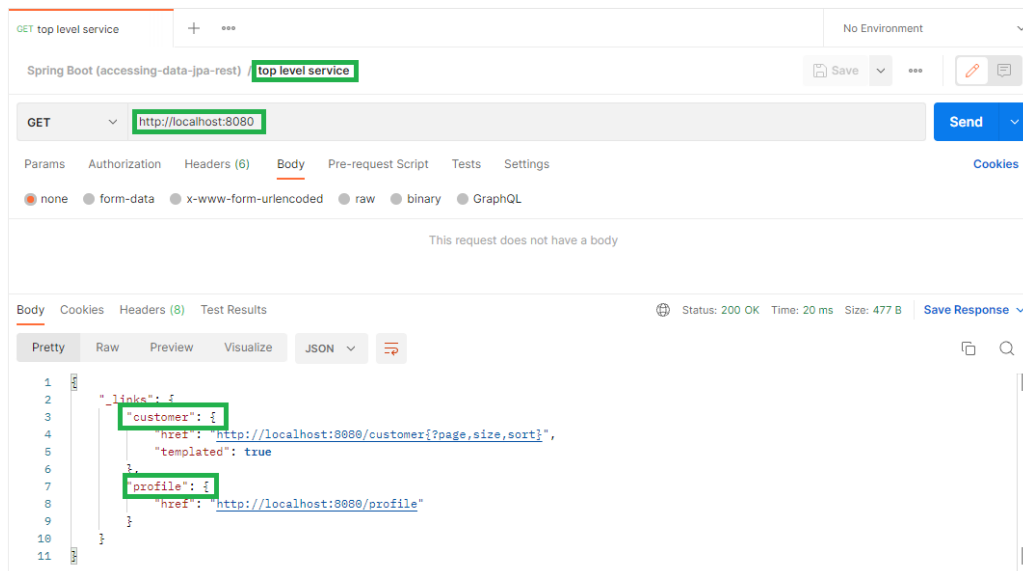 GET top level service + ••• No Environment
Spring Boot (accessing-data-jpa-rest) / top level service Save •••
GET http://localhost:8080 Send
Params Authorization Headers (6) Body Pre-request Script Tests Settings Cookies
none form-data x-www-form-urlencoded raw binary GraphQL
This request does not have a body
Body Cookies Headers (8) Test Results Status: 200 OK Time: 20 ms Size: 477 B Save Response
Pretty Raw Preview Visualize JSON
1 {
2 "_links": {
3 "customer": {
4 "href": "http://localhost:8080/customer{?page,size,sort}",
5 "templated": true
6 },
7 "profile": {
8 "href": "http://localhost:8080/profile"
9 }
10 }
11 }